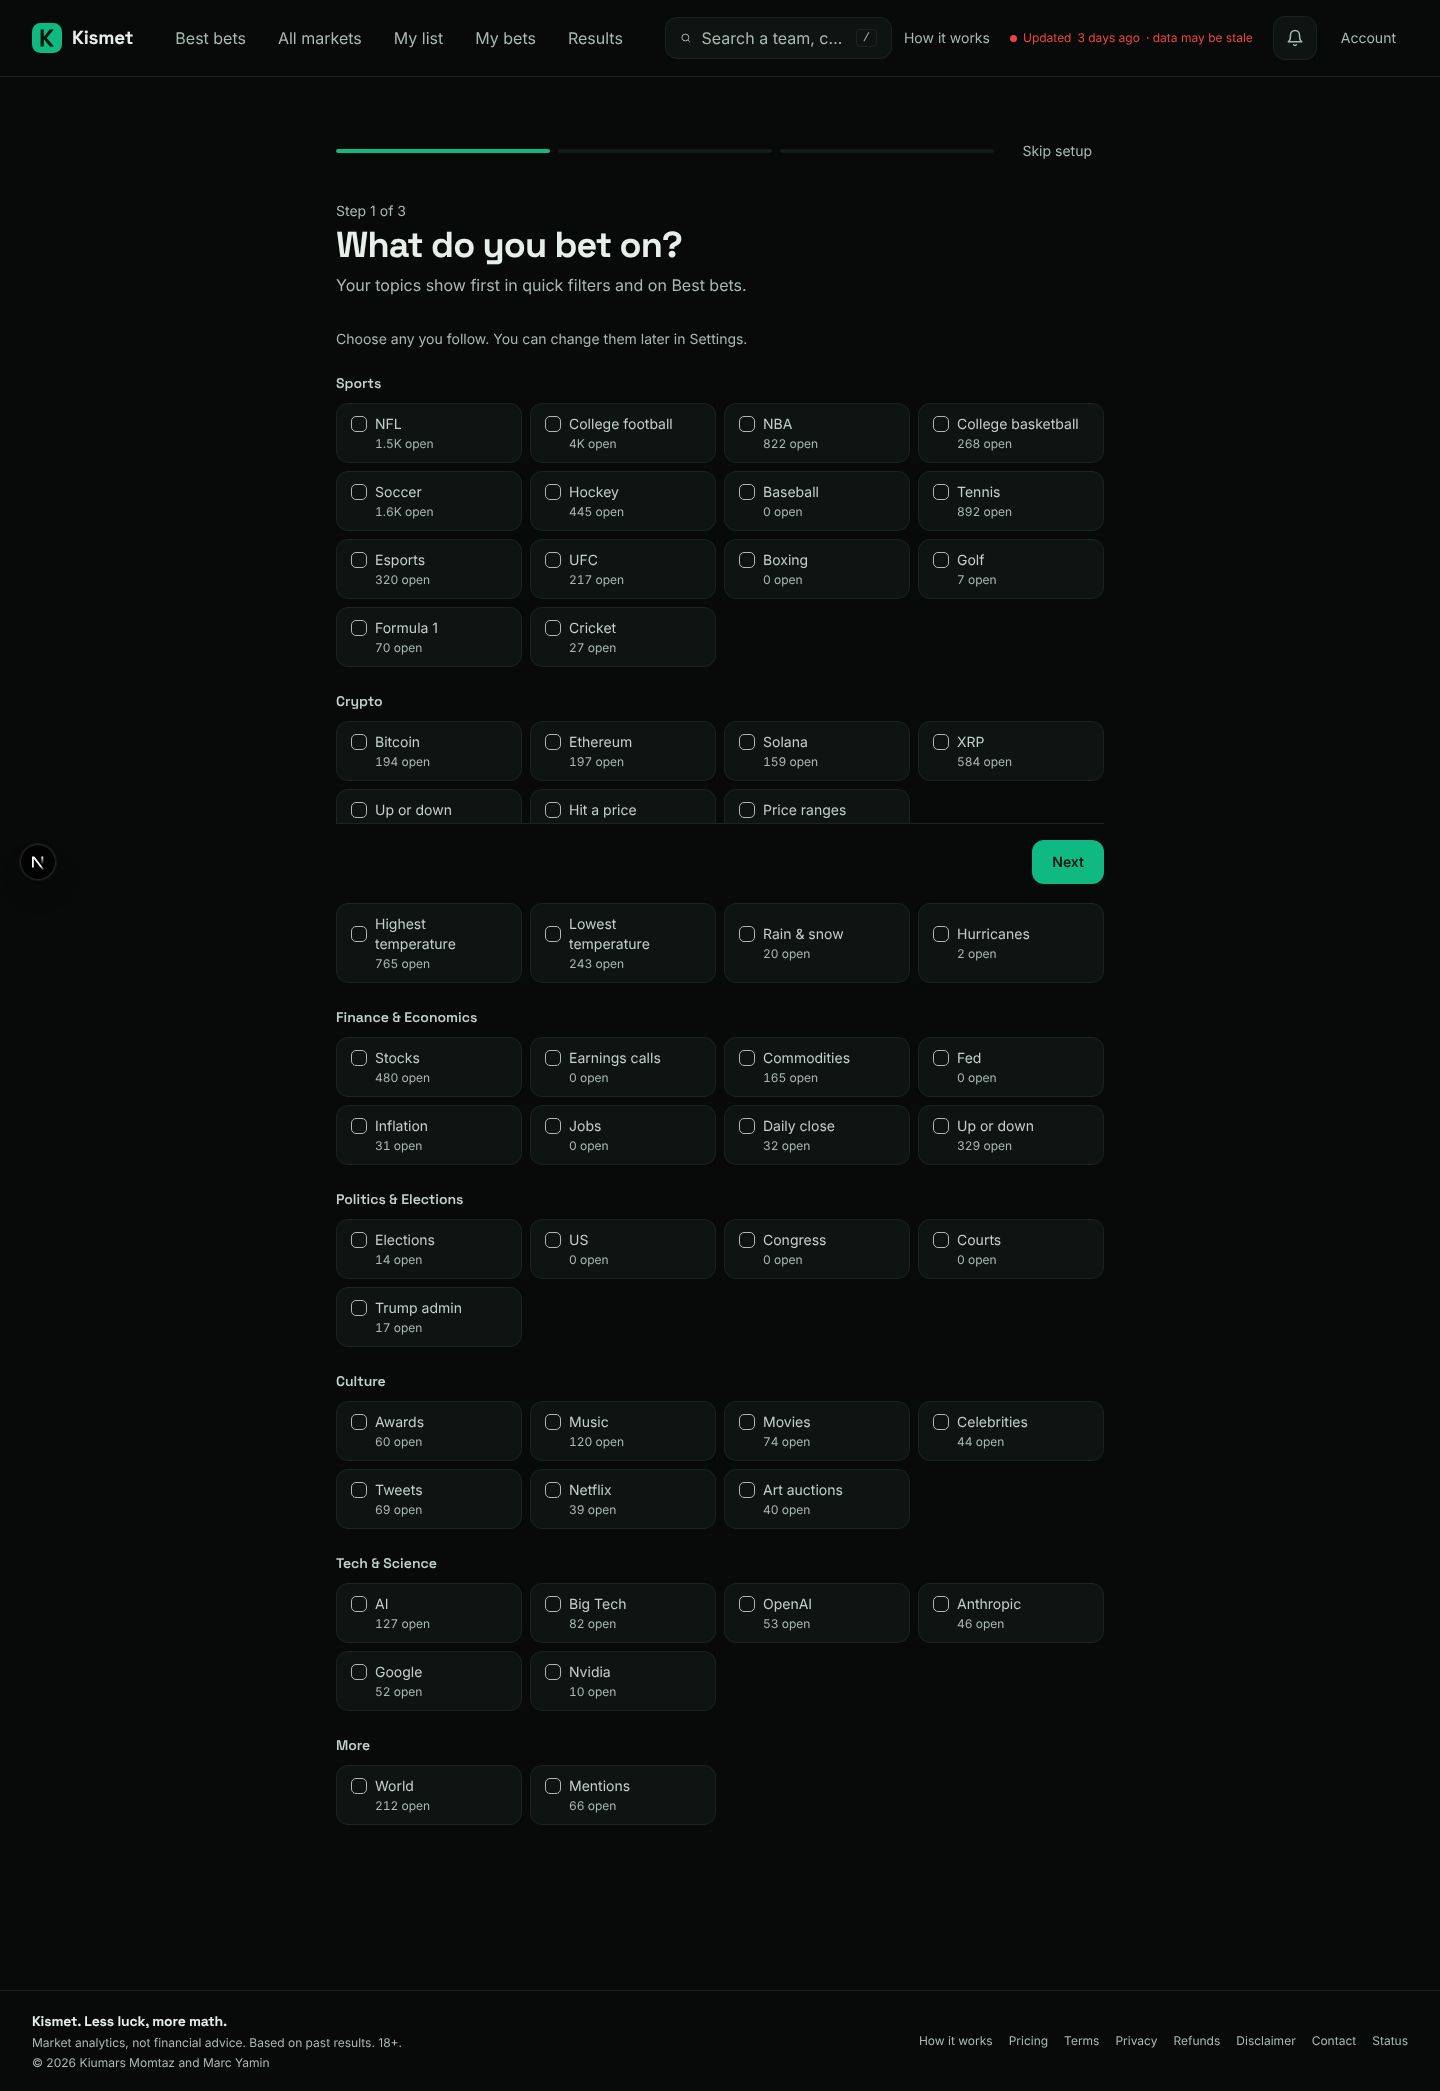 K Kismet
Best bets
All markets
My list
My bets
Results
Search a team, c... /
How it works
Updated 3 days ago · data may be stale
Account
Skip setup
Step 1 of 3
What do you bet on?
Your topics show first in quick filters and on Best bets.
Choose any you follow. You can change them later in Settings.
Sports
NFL
1.5K open
College football
4K open
NBA
822 open
College basketball
268 open
Soccer
1.6K open
Hockey
445 open
Baseball
0 open
Tennis
892 open
Esports
320 open
UFC
217 open
Boxing
0 open
Golf
7 open
Formula 1
70 open
Cricket
27 open
Crypto
Bitcoin
194 open
Ethereum
197 open
Solana
159 open
XRP
584 open
Up or down
Hit a price
Price ranges
N
Next
Highest
temperature
765 open
Lowest
temperature
243 open
Rain & snow
20 open
Hurricanes
2 open
Finance & Economics
Stocks
480 open
Earnings calls
0 open
Commodities
165 open
Fed
0 open
Inflation
31 open
Jobs
0 open
Daily close
32 open
Up or down
329 open
Politics & Elections
Elections
14 open
US
0 open
Congress
0 open
Courts
0 open
Trump admin
17 open
Culture
Awards
60 open
Music
120 open
Movies
74 open
Celebrities
44 open
Tweets
69 open
Netflix
39 open
Art auctions
40 open
Tech & Science
AI
127 open
Big Tech
82 open
OpenAI
53 open
Anthropic
46 open
Google
52 open
Nvidia
10 open
More
World
212 open
Mentions
66 open
Kismet. Less luck, more math.
Market analytics, not financial advice. Based on past results. 18+.
© 2026 Kiumars Momtaz and Marc Yamin
How it works
Pricing
Terms
Privacy
Refunds
Disclaimer
Contact
Status